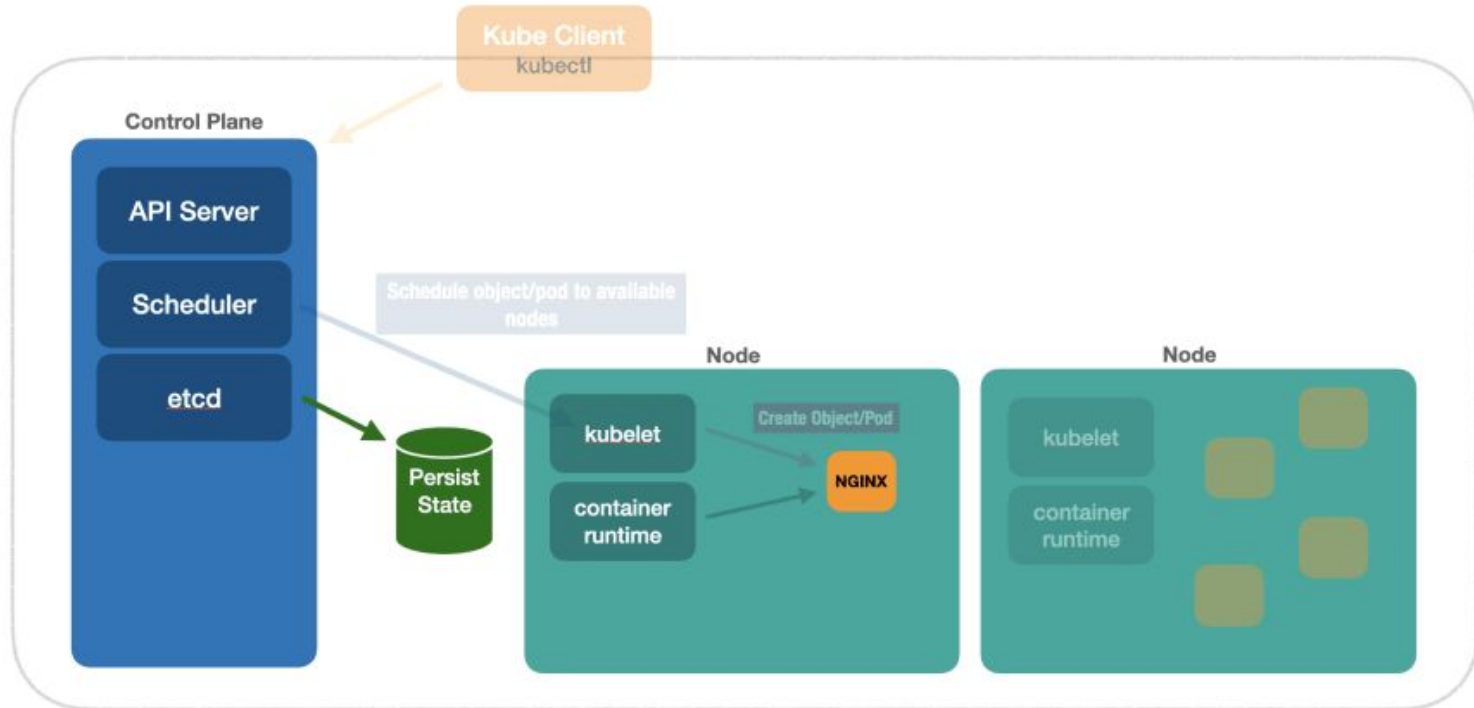 Kube Client
kubectl
Control Plane
API Server
Scheduler
etcd
Schedule object/pod to available
nodes
Persist
State
Node
kubelet
container
runtime
Create Object/Pod
NGINX
Node
kubelet
container
runtime